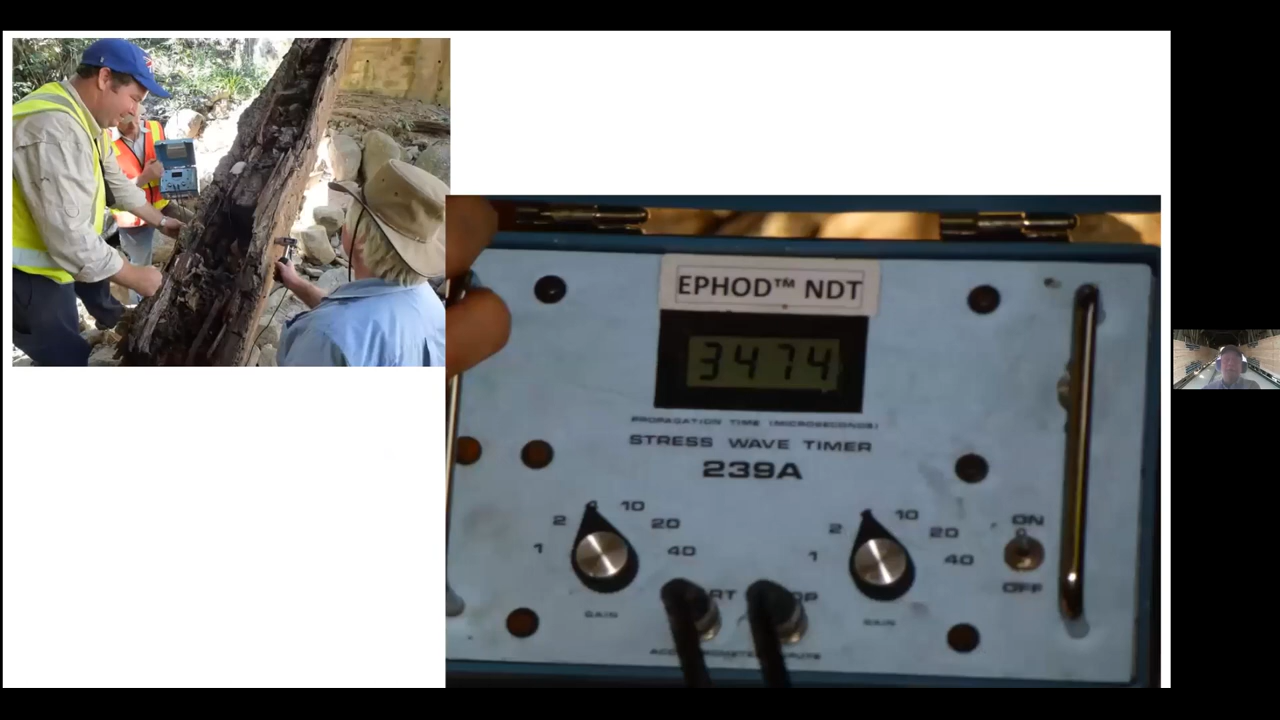 EPHOD™ NDT
3474
PROPAGATION TIME (MICROSECONDS)
STRESS WAVE TIMER
239A
1 2 4 10 20 40
1 2 10 20 40
ON
OFF
GAIN
GAIN